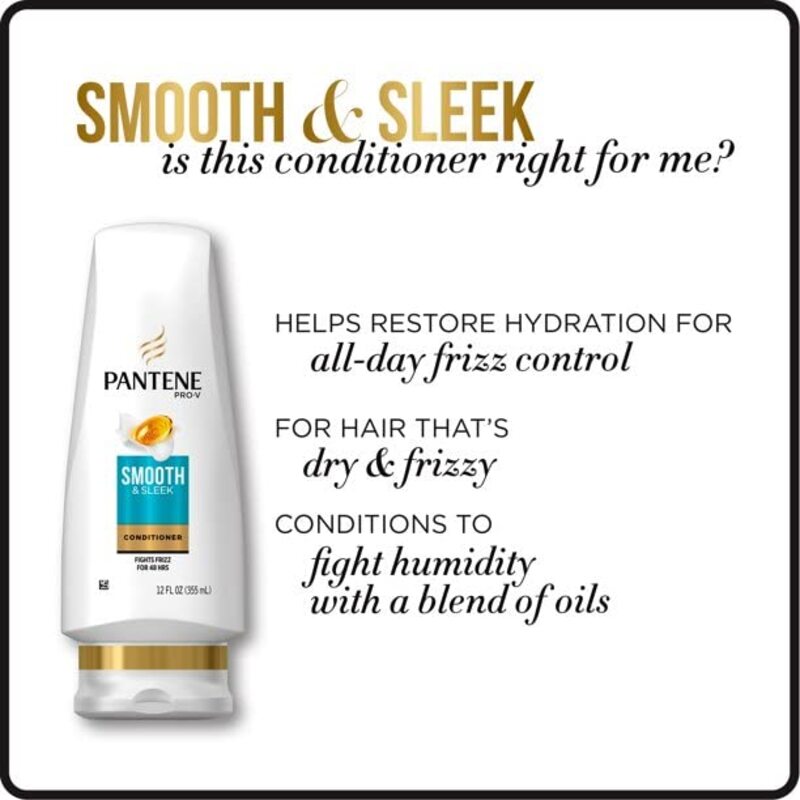 SMOOTH & SLEEK
is this conditioner right for me?
PANTENE
PRO-V
SMOOTH
& SLEEK
CONDITIONER
FIGHTS FRIZZ
FOR 48 HRS
12 FL OZ (355 mL)
HELPS RESTORE HYDRATION FOR
all-day frizz control
FOR HAIR THAT'S
dry & frizzy
CONDITIONS TO
fight humidity
with a blend of oils